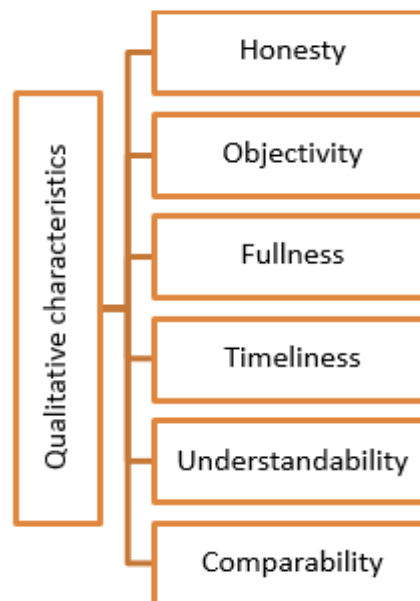 Qualitative characteristics
Honesty
Objectivity
Fullness
Timeliness
Understandability
Comparability